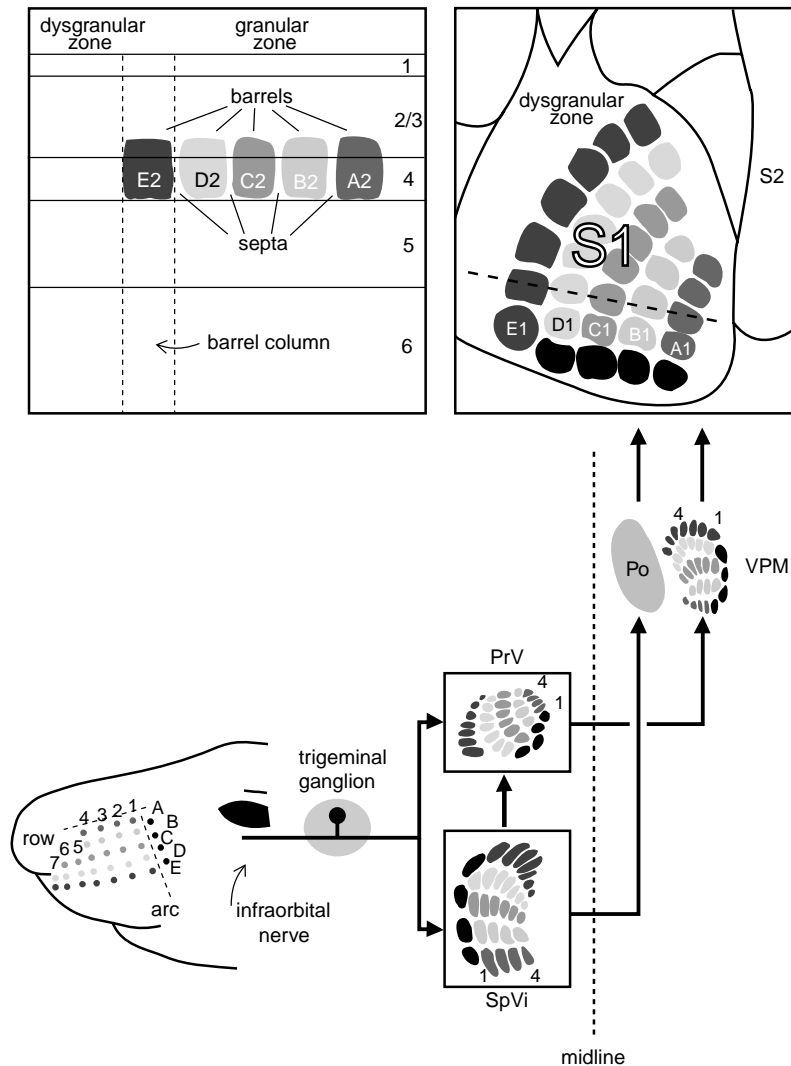 dysgranular
zone
granular
zone
1
barrels
2/3
E2
D2
C2
B2
A2
4
septa
5
barrel column
6
dysgranular
zone
S1
S2
E1
D1
C1
B1
A1
4
1
Po
VPM
PrV
4
1
trigeminal
ganglion
row
4
3
2
1
A
B
C
D
E
6
5
7
arc
infraorbital
nerve
1
4
SpVi
midline